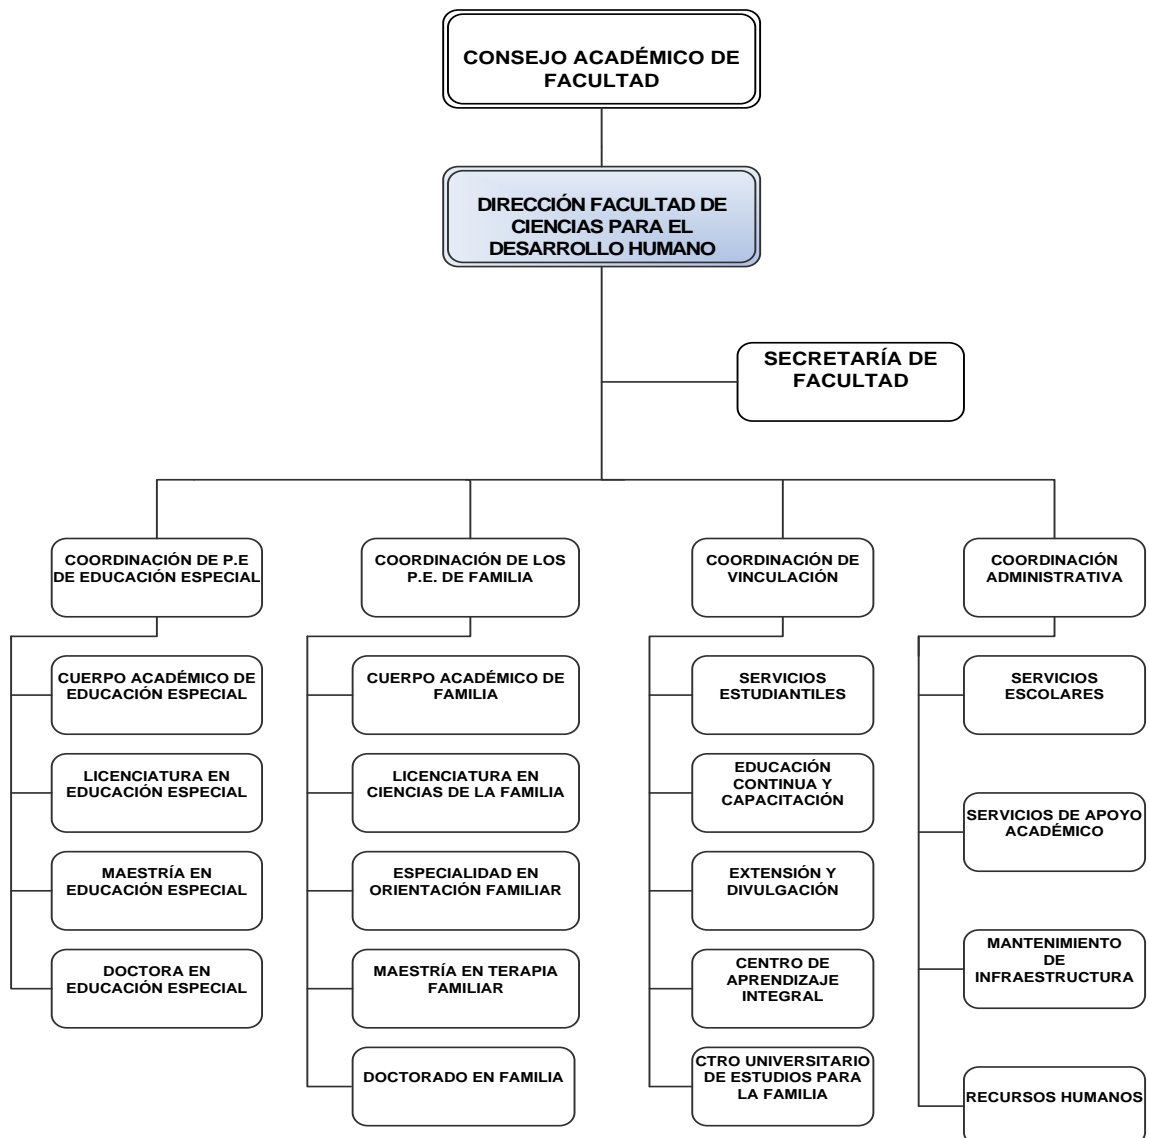 CONSEJO ACADÉMICO DE
FACULTAD
DIRECCIÓN FACULTAD DE
CIENCIAS PARA EL
DESARROLLO HUMANO
SECRETARÍA DE
FACULTAD
COORDINACIÓN DE P.E
DE EDUCACIÓN ESPECIAL
CUERPO ACADÉMICO DE
EDUCACIÓN ESPECIAL
LICENCIATURA EN
EDUCACIÓN ESPECIAL
MAESTRÍA EN
EDUCACIÓN ESPECIAL
DOCTORA EN
EDUCACIÓN ESPECIAL
COORDINACIÓN DE LOS
P.E. DE FAMILIA
CUERPO ACADÉMICO DE
FAMILIA
LICENCIATURA EN
CIENCIAS DE LA FAMILIA
ESPECIALIDAD EN
ORIENTACIÓN FAMILIAR
MAESTRÍA EN TERAPIA
FAMILIAR
DOCTORADO EN FAMILIA
COORDINACIÓN DE
VINCULACIÓN
SERVICIOS
ESTUDIANTILES
EDUCACIÓN
CONTINUA Y
CAPACITACIÓN
EXTENSIÓN Y
DIVULGACIÓN
CENTRO DE
APRENDIZAJE
INTEGRAL
CTRO UNIVERSITARIO
DE ESTUDIOS PARA
LA FAMILIA
COORDINACIÓN
ADMINISTRATIVA
SERVICIOS
ESCOLARES
SERVICIOS DE APOYO
ACADÉMICO
MANTENIMIENTO
DE
INFRAESTRUCTURA
RECURSOS HUMANOS